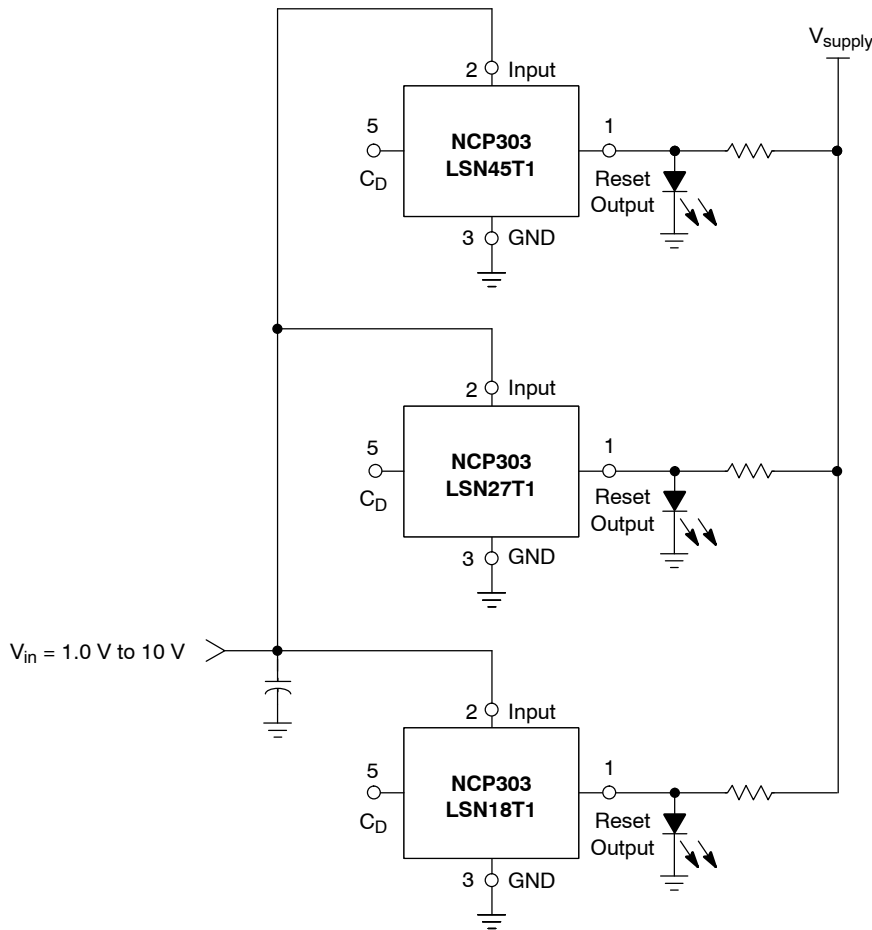 V_supply
2 Input
NCP303
LSN45T1
5
C_D
1
Reset
Output
3 GND
2 Input
NCP303
LSN27T1
5
C_D
1
Reset
Output
3 GND
V_in = 1.0 V to 10 V
2 Input
NCP303
LSN18T1
5
C_D
1
Reset
Output
3 GND